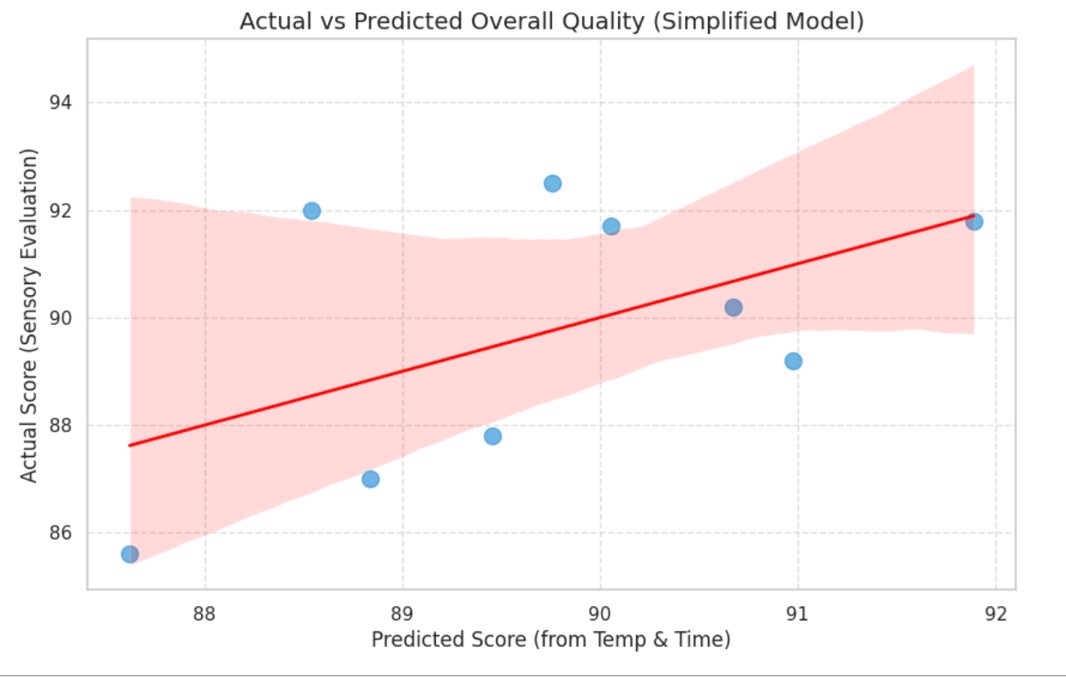 Actual vs Predicted Overall Quality (Simplified Model)
Actual Score (Sensory Evaluation)
94
92
90
88
86
88 89 90 91 92
Predicted Score (from Temp & Time)